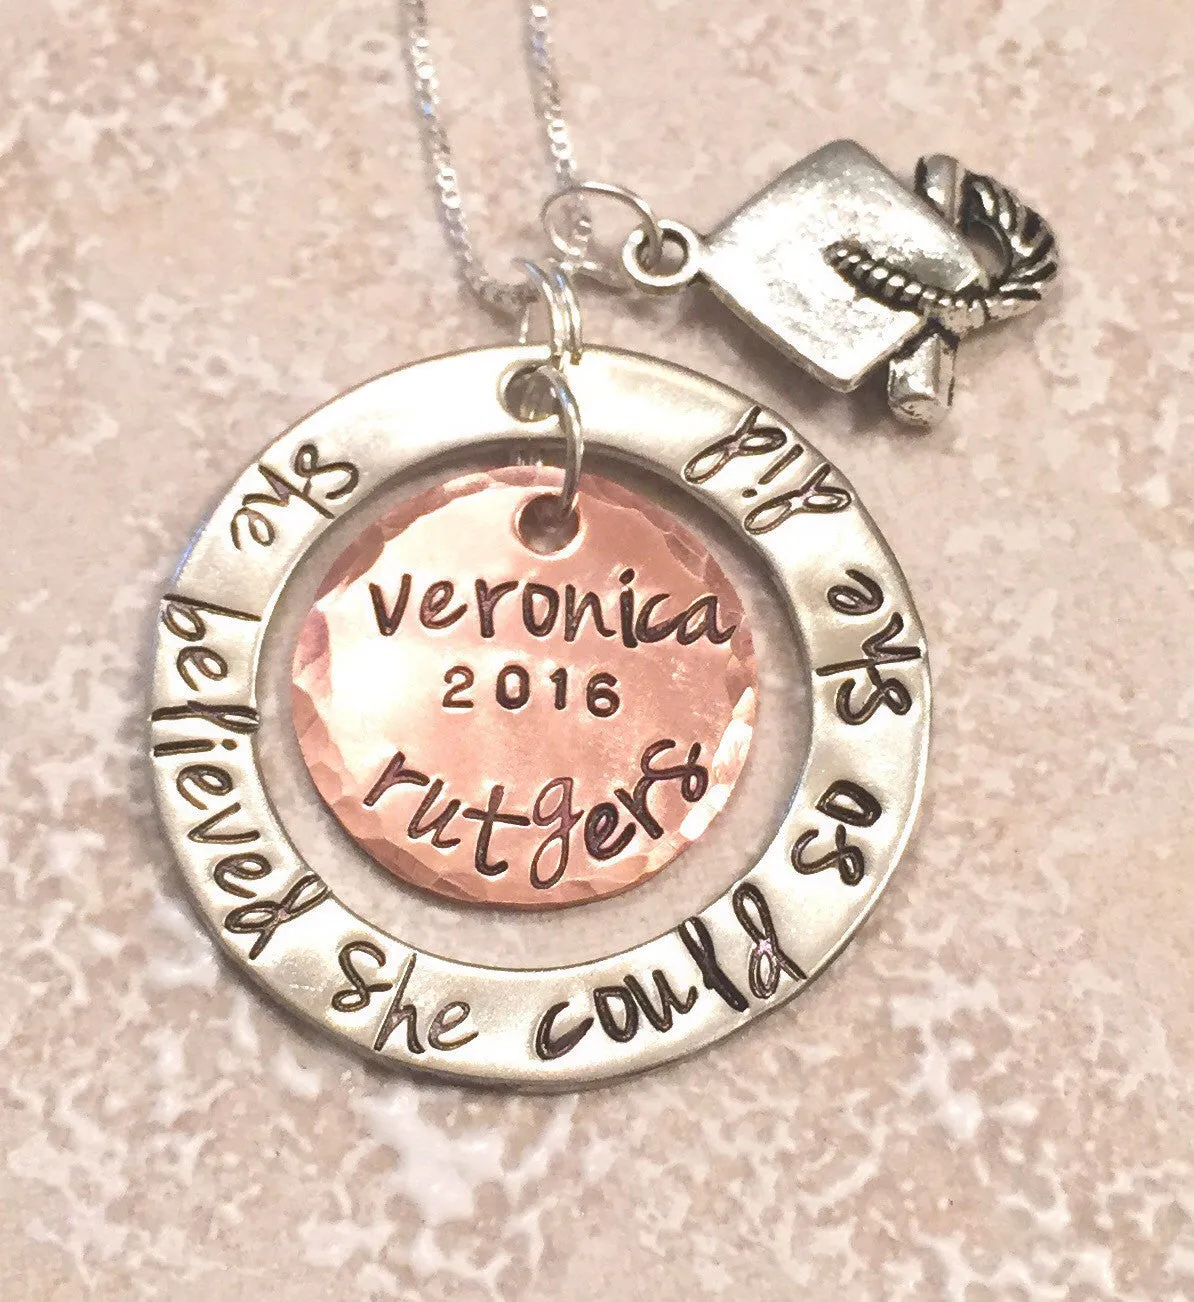 she believed she could so she did
veronica
2016
rutgers